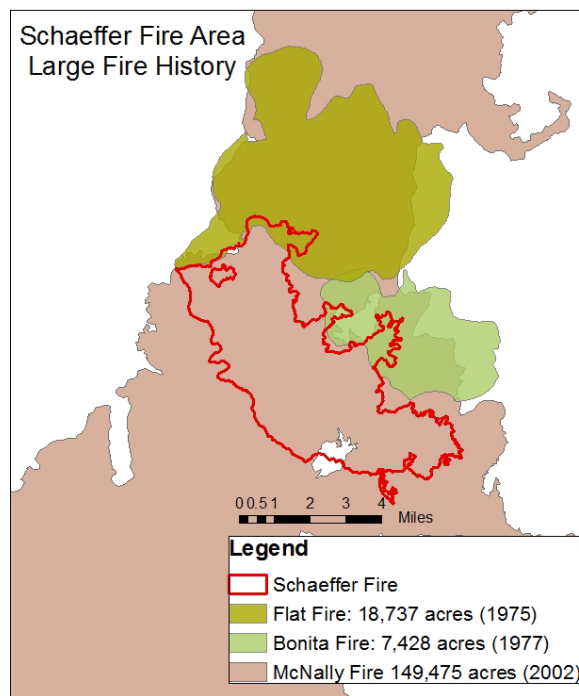 Schaeffer Fire Area
Large Fire History
0 0.5 1 2 3 4
Miles
Legend
Schaeffer Fire
Flat Fire: 18,737 acres (1975)
Bonita Fire: 7,428 acres (1977)
McNally Fire 149,475 acres (2002)